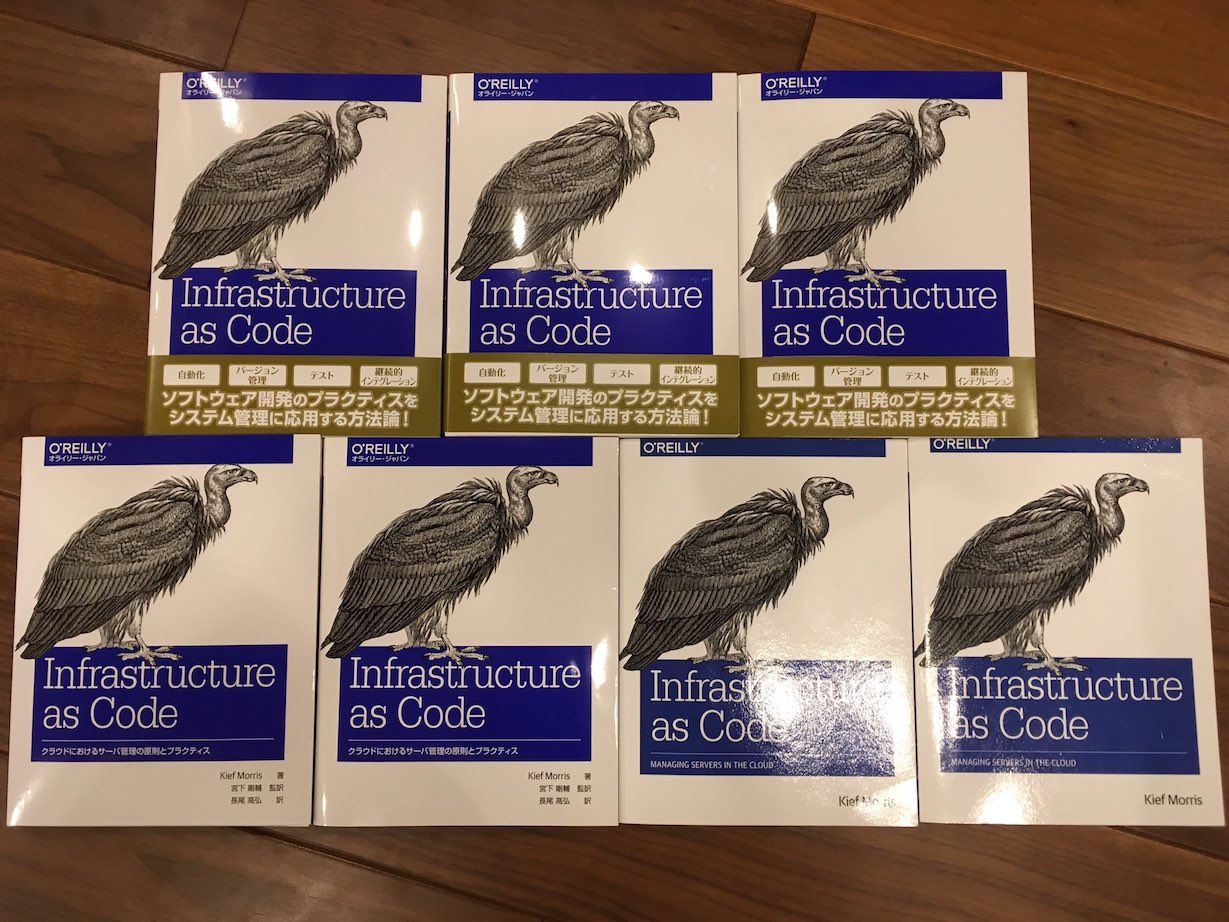 O'REILLY®
オライリー・ジャパン
Infrastructure
as Code
自動化
バージョン
管理
テスト
継続的
インテグレーション
ソフトウェア開発のプラクティスを
システム管理に応用する方法論!
O'REILLY®
オライリー・ジャパン
Infrastructure
as Code
自動化
バージョン
管理
テスト
継続的
インテグレーション
ソフトウェア開発のプラクティスを
システム管理に応用する方法論!
O'REILLY®
オライリー・ジャパン
Infrastructure
as Code
自動化
バージョン
管理
テスト
継続的
インテグレーション
ソフトウェア開発のプラクティスを
システム管理に応用する方法論!
O'REILLY®
オライリー・ジャパン
Infrastructure
as Code
クラウドにおけるサーバ管理の原則とプラクティス
Kief Morris 著
宮下 剛輔 監訳
長尾 高弘 訳
O'REILLY®
オライリー・ジャパン
Infrastructure
as Code
クラウドにおけるサーバ管理の原則とプラクティス
Kief Morris 著
宮下 剛輔 監訳
長尾 高弘 訳
O'REILLY®
Infrastructure
as Code
MANAGING SERVERS IN THE CLOUD
Kief Morris
O'REILLY®
Infrastructure
as Code
MANAGING SERVERS IN THE CLOUD
Kief Morris